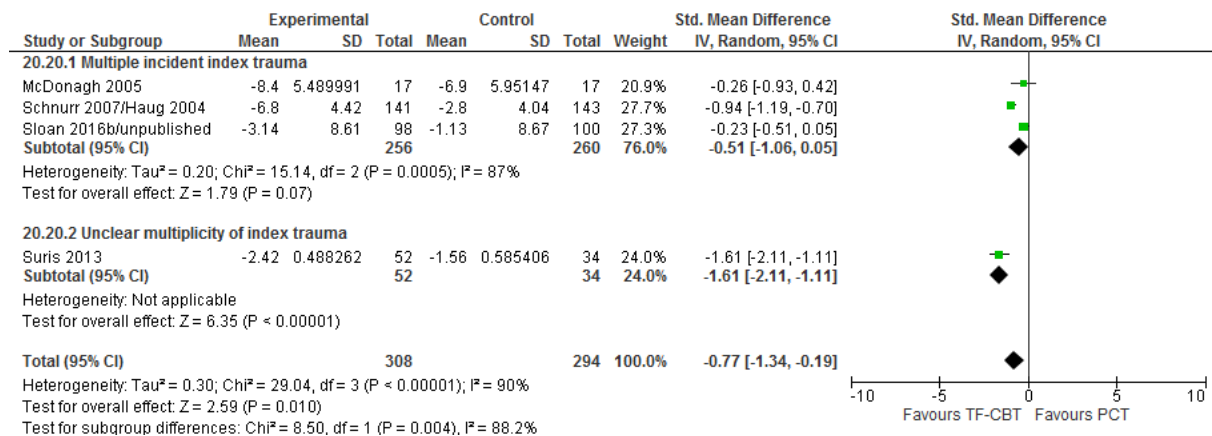 Experimental Control Std. Mean Difference Std. Mean Difference
Study or Subgroup Mean SD Total Mean SD Total Weight IV, Random, 95% CI IV, Random, 95% CI
20.20.1 Multiple incident index trauma
McDonagh 2005 -8.4 5.489991 17 -6.9 5.95147 17 20.9% -0.26 [-0.93, 0.42]
Schnurr 2007/Haug 2004 -6.8 4.42 141 -2.8 4.04 143 27.7% -0.94 [-1.19, -0.70]
Sloan 2016b/unpublished -3.14 8.61 98 -1.13 8.67 100 27.3% -0.23 [-0.51, 0.05]
Subtotal (95% CI) 256 260 76.0% -0.51 [-1.06, 0.05]
Heterogeneity: Tau² = 0.20; Chi² = 15.14, df = 2 (P = 0.0005); I² = 87%
Test for overall effect: Z = 1.79 (P = 0.07)
20.20.2 Unclear multiplicity of index trauma
Suris 2013 -2.42 0.488262 52 -1.56 0.585406 34 24.0% -1.61 [-2.11, -1.11]
Subtotal (95% CI) 52 34 24.0% -1.61 [-2.11, -1.11]
Heterogeneity: Not applicable
Test for overall effect: Z = 6.35 (P < 0.00001)
Total (95% CI) 308 294 100.0% -0.77 [-1.34, -0.19]
Heterogeneity: Tau² = 0.30; Chi² = 29.04, df = 3 (P < 0.00001); I² = 90%
Test for overall effect: Z = 2.59 (P = 0.010)
Test for subgroup differences: Chi² = 8.50, df = 1 (P = 0.004), I² = 88.2%
-10 -5 0 5 10
Favours TF-CBT Favours PCT